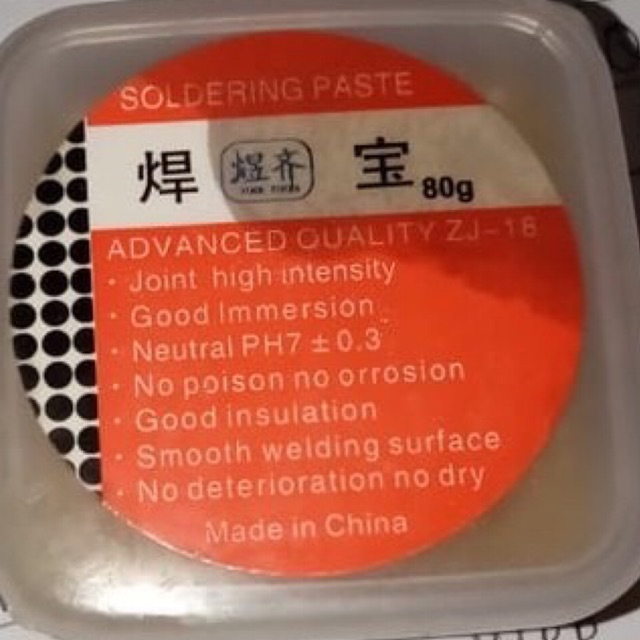 SOLDERING PASTE
焊 煜齐 宝 80g
ADVANCED QUALITY ZJ-18
· Joint high intensity
· Good Immersion
· Neutral PH7 ± 0.3
· No poison no orrosion
· Good insulation
· Smooth welding surface
· No deterioration no dry
Made in China